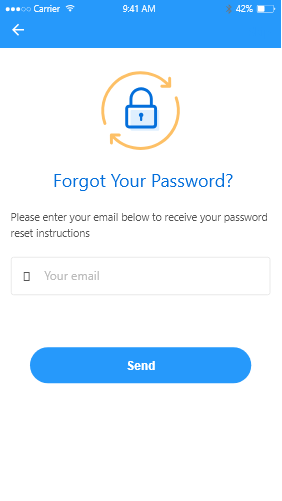 Carrier 9:41 AM 42%
Forgot Your Password?
Please enter your email below to receive your password
reset instructions
Your email
Send